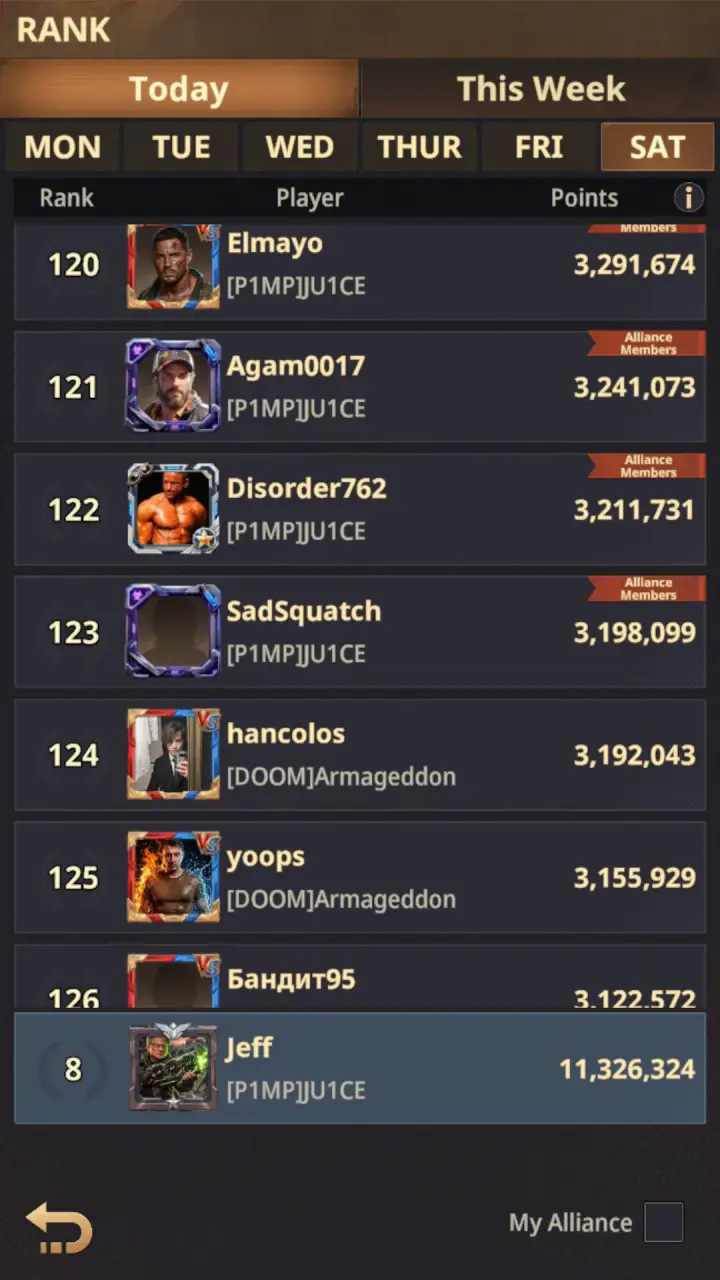 RANK
Today
This Week
MON TUE WED THUR FRI SAT
Rank Player Points i
Members
120 Elmayo 3,291,674
[P1MP]JU1CE
Alliance
Members
121 Agam0017 3,241,073
[P1MP]JU1CE
Alliance
Members
122 Disorder762 3,211,731
[P1MP]JU1CE
Alliance
Members
123 SadSquatch 3,198,099
[P1MP]JU1CE
VS
124 hancolos 3,192,043
[DOOM]Armageddon
VS
125 yoops 3,155,929
[DOOM]Armageddon
VS
126 Бандит95 3,122,572
8 Jeff 11,326,324
[P1MP]JU1CE
My Alliance